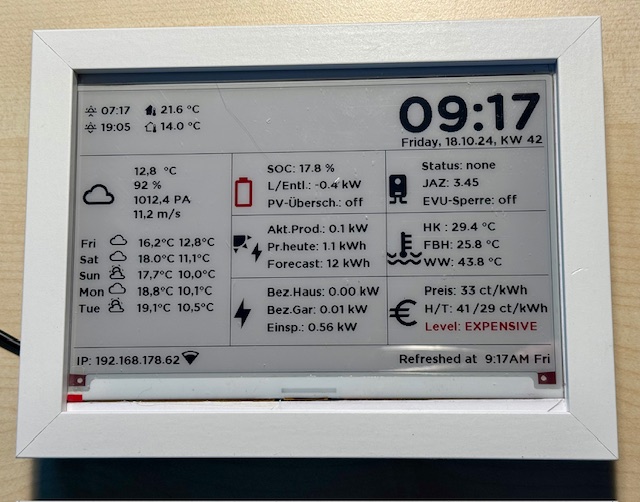 07:17 21.6 °C
19:05 14.0 °C
09:17
Friday, 18.10.24, KW 42
12,8 °C
92 %
1012,4 PA
11,2 m/s
Fri 16,2°C 12,8°C
Sat 18.0°C 11,1°C
Sun 17,7°C 10,0°C
Mon 18,8°C 10,1°C
Tue 19,1°C 10,5°C
SOC: 17.8 %
L/Entl.: -0.4 kW
PV-Übersch.: off
Akt.Prod.: 0.1 kW
Pr.heute: 1.1 kWh
Forecast: 12 kWh
Bez.Haus: 0.00 kW
Bez.Gar: 0.01 kW
Einsp.: 0.56 kW
Status: none
JAZ: 3.45
EVU-Sperre: off
HK : 29.4 °C
FBH: 25.8 °C
WW: 43.8 °C
€
Preis: 33 ct/kWh
H/T: 41/29 ct/kWh
Level: EXPENSIVE
IP: 192.168.178.62
Refreshed at 9:17AM Fri